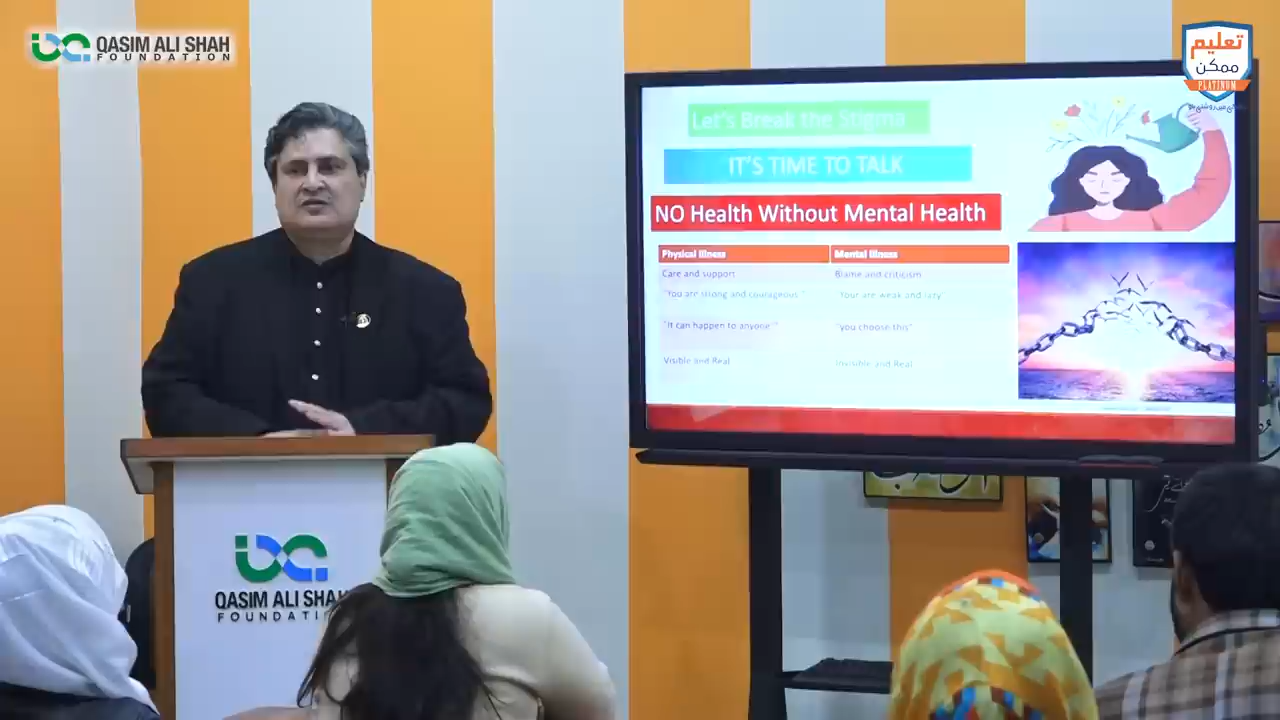 QASIM ALI SHAH
FOUNDATION
تعلیم
ممکن
PLATINUM
Let's Break the Stigma
IT'S TIME TO TALK
NO Health Without Mental Health
Physical Illness Mental Illness
Care and support Blame and criticism
"You are strong and courageous." "Your are weak and lazy"
"It can happen to anyone" "you choose this"
Visible and Real Invisible and Real
QASIM ALI SHAH
FOUNDATI